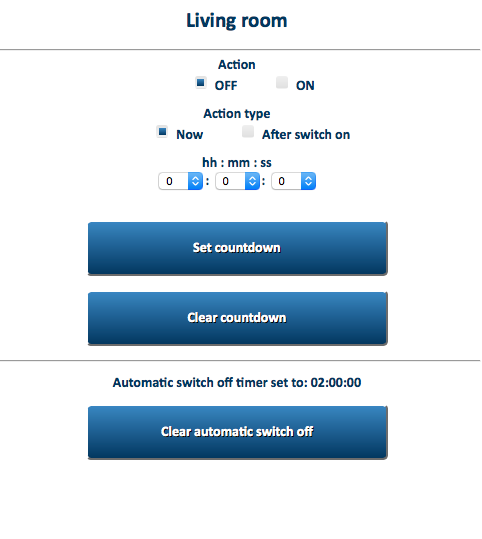 Living room
Action
OFF ON
Action type
Now After switch on
hh : mm : ss
0 : 0 : 0
Set countdown
Clear countdown
Automatic switch off timer set to: 02:00:00
Clear automatic switch off